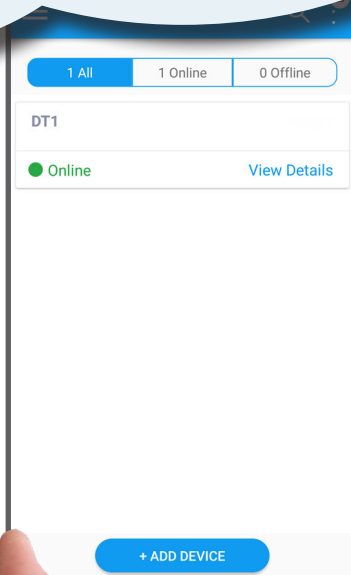 1 All 1 Online 0 Offline
DT1
Online View Details
+ ADD DEVICE